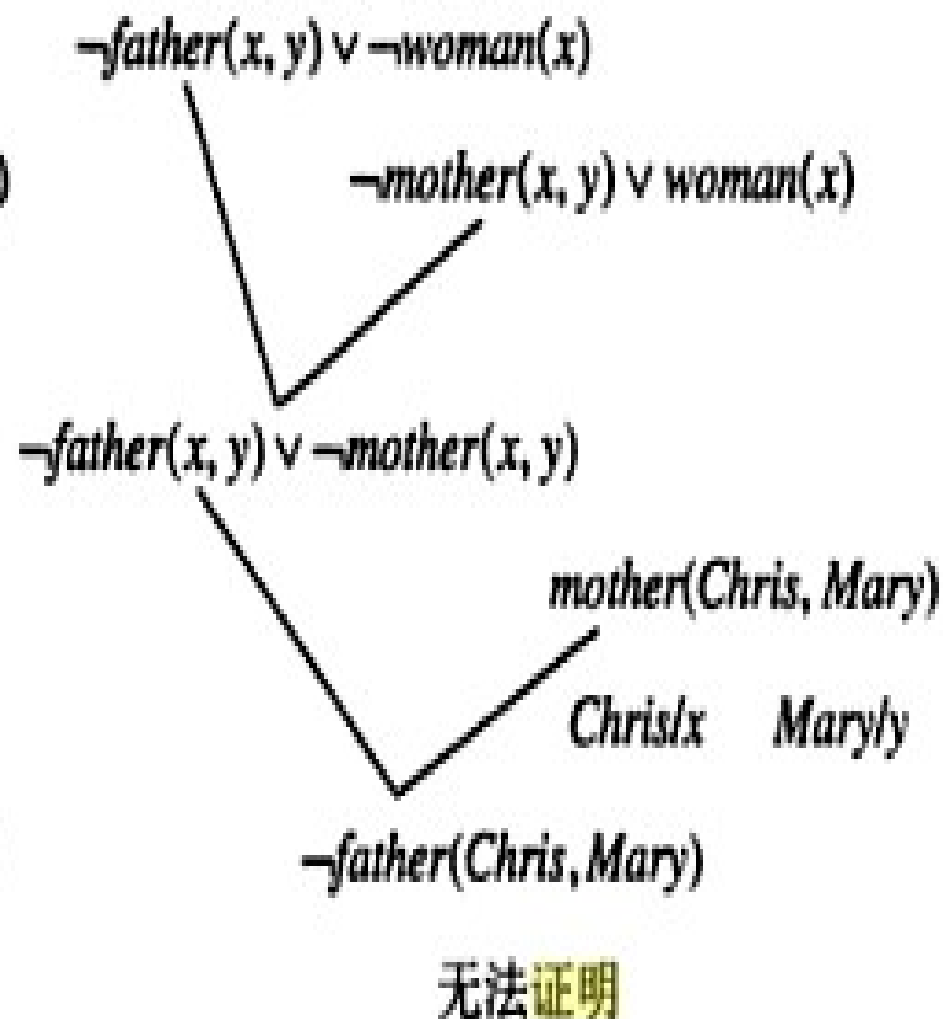 ¬father(x, y) ∨ ¬woman(x)
)
¬mother(x, y) ∨ woman(x)
¬father(x, y) ∨ ¬mother(x, y)
mother(Chris, Mary)
Chris/x Mary/y
¬father(Chris, Mary)
无法证明